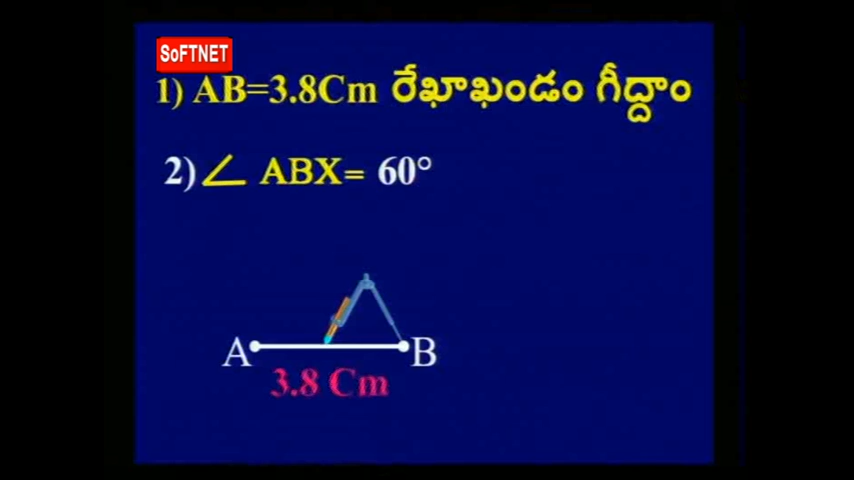 SoFTNET
1) AB=3.8Cm రేఖాఖండం గీద్దాం
2)∠ ABX= 60°
A B
3.8 Cm